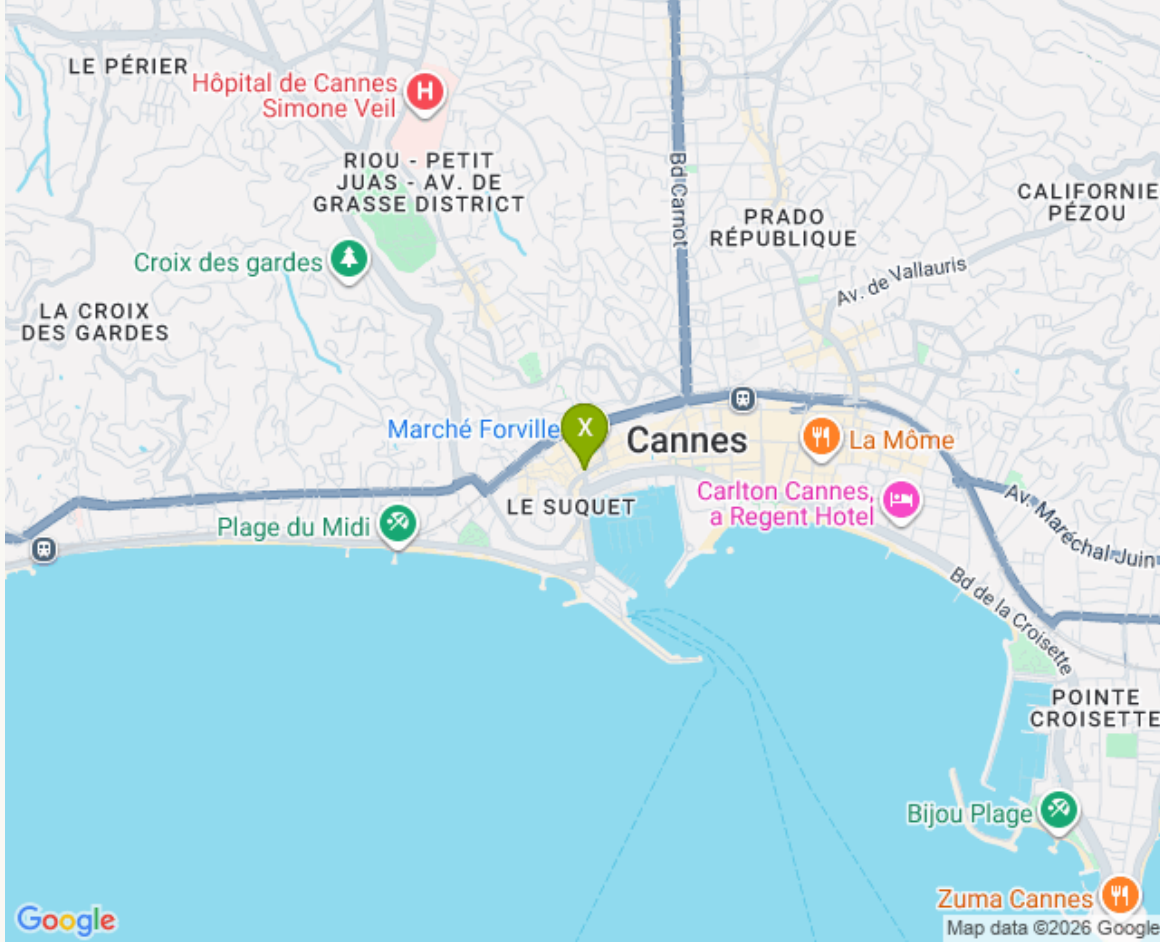 LE PÉRIER
Hôpital de Cannes
Simone Veil
H
RIOU - PETIT
JUAS - AV. DE
GRASSE DISTRICT
Bd Carnot
CALIFORNIE
PÉZOU
PRADO
RÉPUBLIQUE
Croix des gardes
Av. de Vallauris
LA CROIX
DES GARDES
Marché Forville
X
Cannes
La Môme
LE SUQUET
Carlton Cannes,
a Regent Hotel
Plage du Midi
Av. Maréchal Juin
Bd de la Croisette
POINTE
CROISETTE
Bijou Plage
Zuma Cannes
Google
Map data ©2026 Google